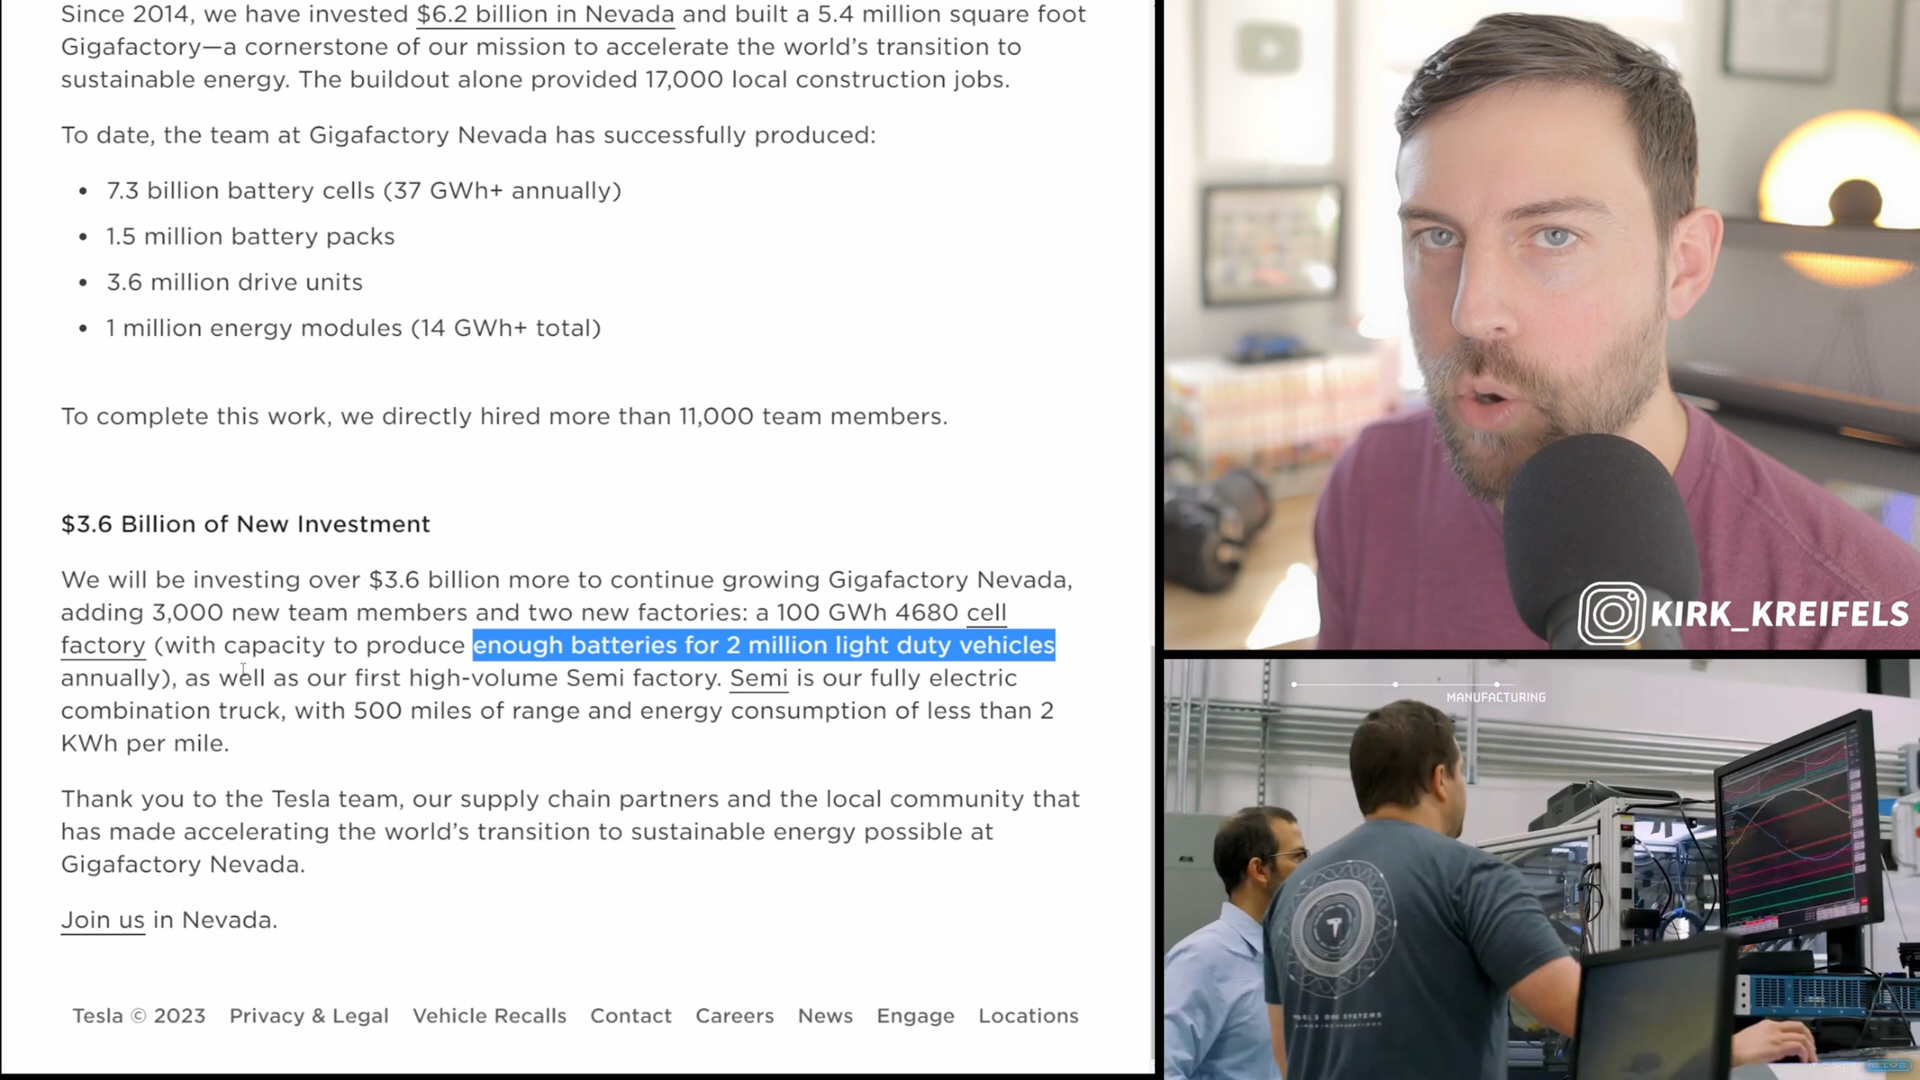 Since 2014, we have invested $6.2 billion in Nevada and built a 5.4 million square foot
Gigafactory—a cornerstone of our mission to accelerate the world’s transition to
sustainable energy. The buildout alone provided 17,000 local construction jobs.
To date, the team at Gigafactory Nevada has successfully produced:
• 7.3 billion battery cells (37 GWh+ annually)
• 1.5 million battery packs
• 3.6 million drive units
• 1 million energy modules (14 GWh+ total)
To complete this work, we directly hired more than 11,000 team members.
$3.6 Billion of New Investment
We will be investing over $3.6 billion more to continue growing Gigafactory Nevada,
adding 3,000 new team members and two new factories: a 100 GWh 4680 cell
factory (with capacity to produce enough batteries for 2 million light duty vehicles
annually), as well as our first high-volume Semi factory. Semi is our fully electric
combination truck, with 500 miles of range and energy consumption of less than 2
KWh per mile.
Thank you to the Tesla team, our supply chain partners and the local community that
has made accelerating the world’s transition to sustainable energy possible at
Gigafactory Nevada.
Join us in Nevada.
Tesla © 2023 Privacy & Legal Vehicle Recalls Contact Careers News Engage Locations
KIRK_KREIFELS
MANUFACTURING